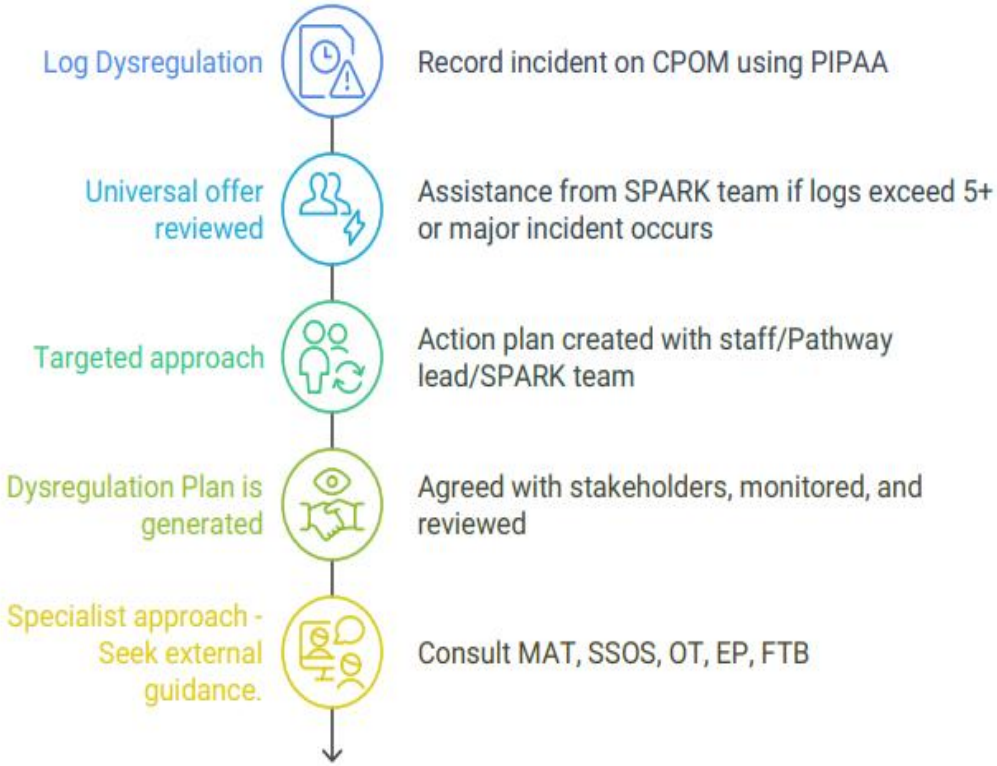 Log Dysregulation
Record incident on CPOM using PIPAA
Universal offer
reviewed
Assistance from SPARK team if logs exceed 5+
or major incident occurs
Targeted approach
Action plan created with staff/Pathway
lead/SPARK team
Dysregulation Plan is
generated
Agreed with stakeholders, monitored, and
reviewed
Specialist approach -
Seek external
guidance.
Consult MAT, SSOS, OT, EP, FTB